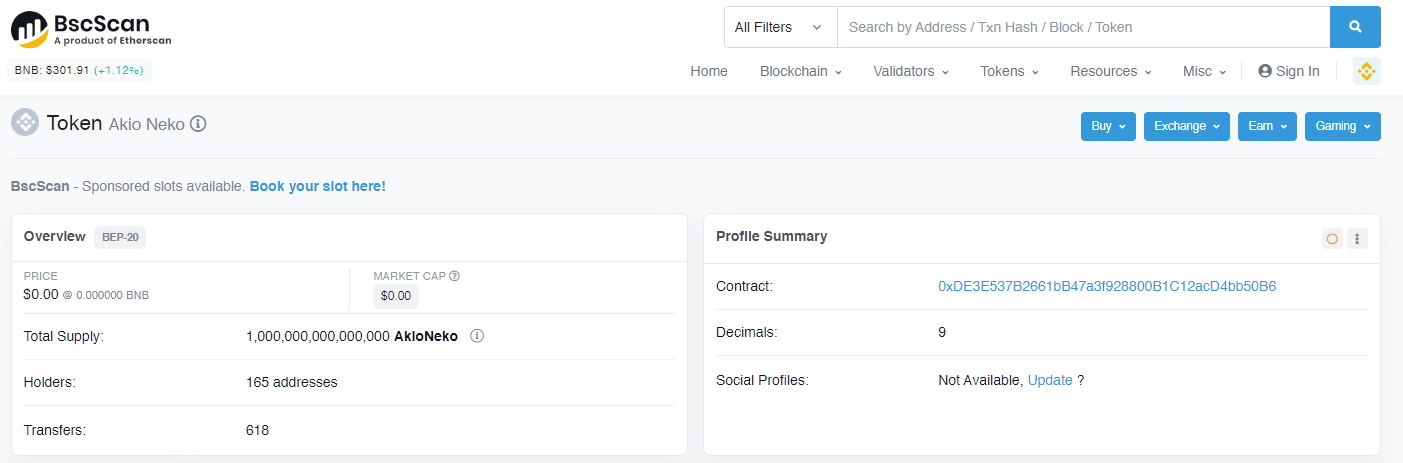 BscScan
A product of Etherscan
All Filters
Search by Address / Txn Hash / Block / Token
BNB: $301.91 (+1.12%)
Home Blockchain Validators Tokens Resources Misc Sign In
Token Akio Neko
Buy Exchange Earn Gaming
BscScan - Sponsored slots available. Book your slot here!
Overview BEP-20
PRICE
$0.00 @ 0.000000 BNB
MARKET CAP
$0.00
Total Supply: 1,000,000,000,000,000 AkioNeko
Holders: 165 addresses
Transfers: 618
Profile Summary
Contract: 0xDE3E537B2661bB47a3f928800B1C12acD4bb50B6
Decimals: 9
Social Profiles: Not Available, Update ?